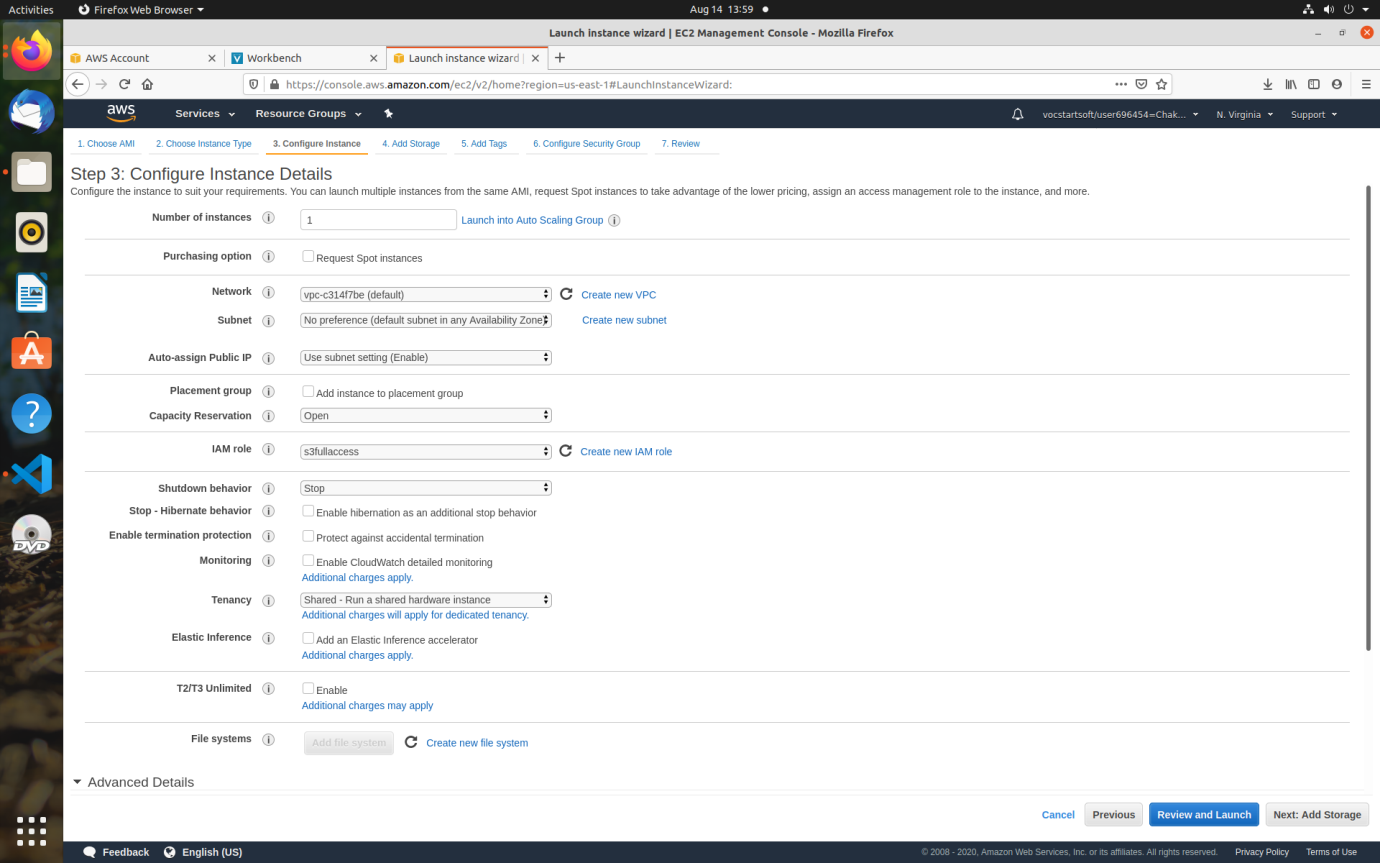 Activities
Firefox Web Browser
Aug 14 13:59
Launch instance wizard | EC2 Management Console - Mozilla Firefox
AWS Account
Workbench
Launch instance wizard |
https://console.aws.amazon.com/ec2/v2/home?region=us-east-1#LaunchInstanceWizard:
aws
Services
Resource Groups
vocstartsoft/user696454=Chak...
N. Virginia
Support
1. Choose AMI
2. Choose Instance Type
3. Configure Instance
4. Add Storage
5. Add Tags
6. Configure Security Group
7. Review
Step 3: Configure Instance Details
Configure the instance to suit your requirements. You can launch multiple instances from the same AMI, request Spot instances to take advantage of the lower pricing, assign an access management role to the instance, and more.
Number of instances
1
Launch into Auto Scaling Group
Purchasing option
Request Spot instances
Network
vpc-c314f7be (default)
Create new VPC
Subnet
No preference (default subnet in any Availability Zone)
Create new subnet
Auto-assign Public IP
Use subnet setting (Enable)
Placement group
Add instance to placement group
Capacity Reservation
Open
IAM role
s3fullaccess
Create new IAM role
Shutdown behavior
Stop
Stop - Hibernate behavior
Enable hibernation as an additional stop behavior
Enable termination protection
Protect against accidental termination
Monitoring
Enable CloudWatch detailed monitoring
Additional charges apply.
Tenancy
Shared - Run a shared hardware instance
Additional charges will apply for dedicated tenancy.
Elastic Inference
Add an Elastic Inference accelerator
Additional charges apply.
T2/T3 Unlimited
Enable
Additional charges may apply
File systems
Add file system
Create new file system
Advanced Details
Cancel
Previous
Review and Launch
Next: Add Storage
Feedback
English (US)
© 2008 - 2020, Amazon Web Services, Inc. or its affiliates. All rights reserved.
Privacy Policy
Terms of Use
DVD